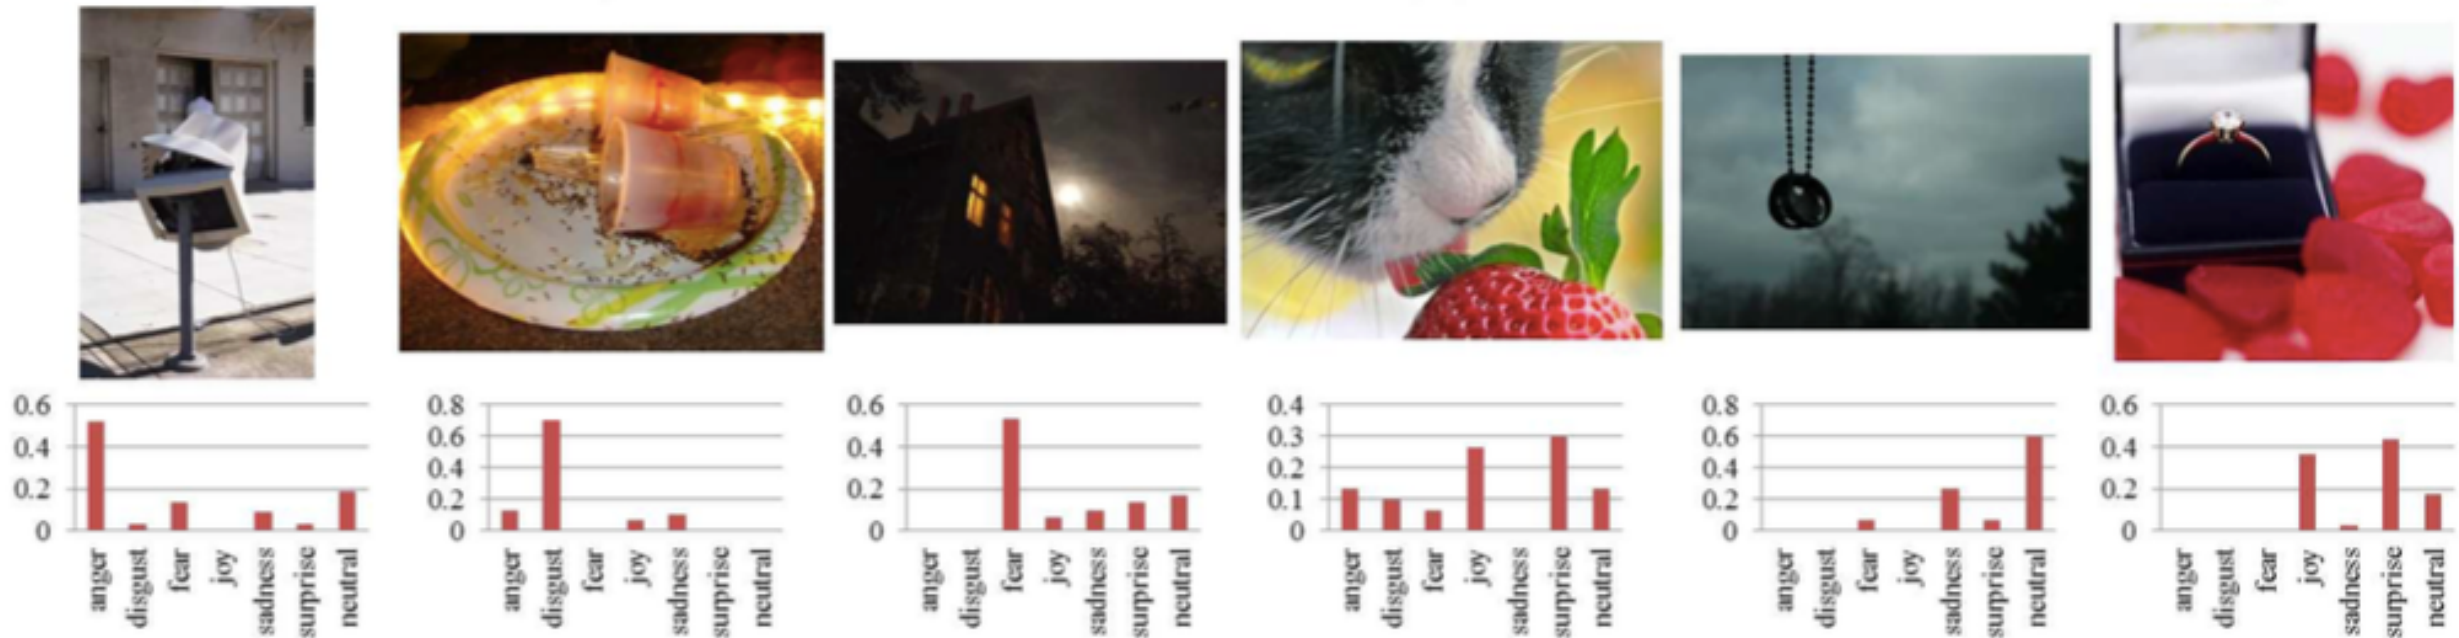 0.6
0.4
0.2
0
anger
disgust
fear
joy
sadness
surprise
neutral
0.8
0.6
0.4
0.2
0
anger
disgust
fear
joy
sadness
surprise
neutral
0.6
0.4
0.2
0
anger
disgust
fear
joy
sadness
surprise
neutral
0.4
0.3
0.2
0.1
0
anger
disgust
fear
joy
sadness
surprise
neutral
0.8
0.6
0.4
0.2
0
anger
disgust
fear
joy
sadness
surprise
neutral
0.6
0.4
0.2
0
anger
disgust
fear
joy
sadness
surprise
neutral